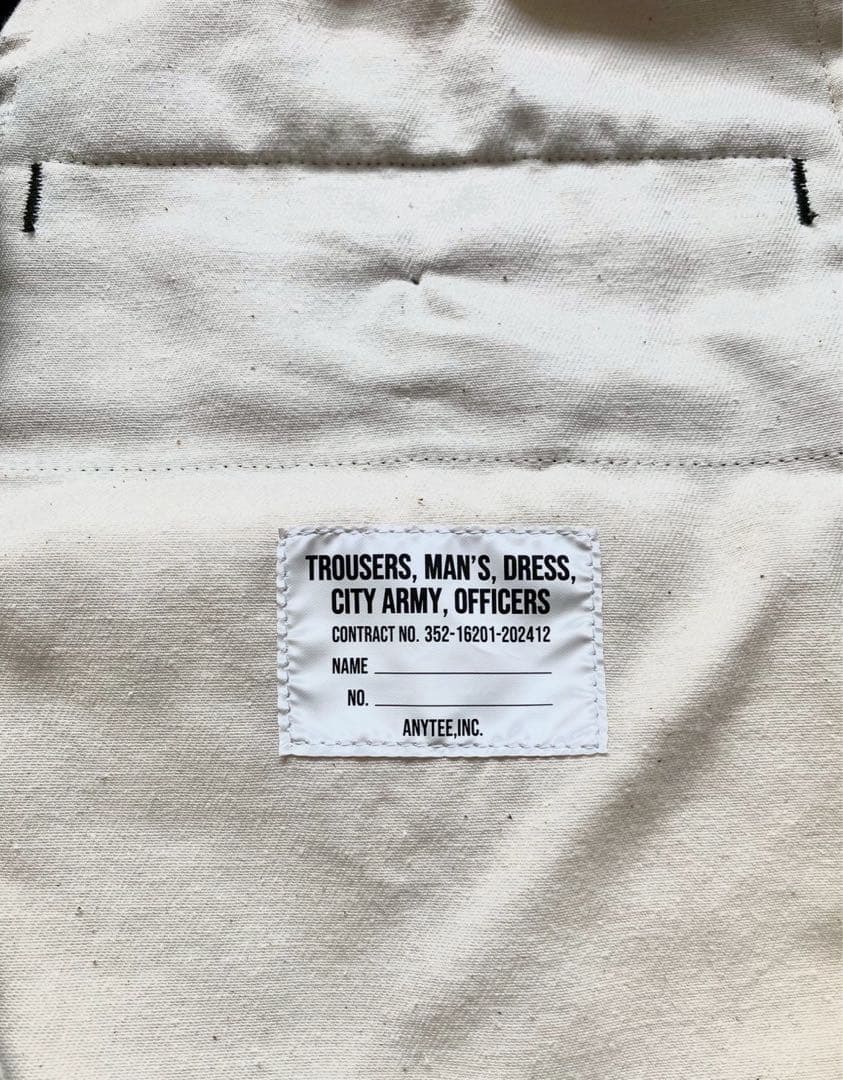 TROUSERS, MAN'S, DRESS,
CITY ARMY, OFFICERS
CONTRACT NO. 352-16201-202412
NAME
NO.
ANYTEE,INC.